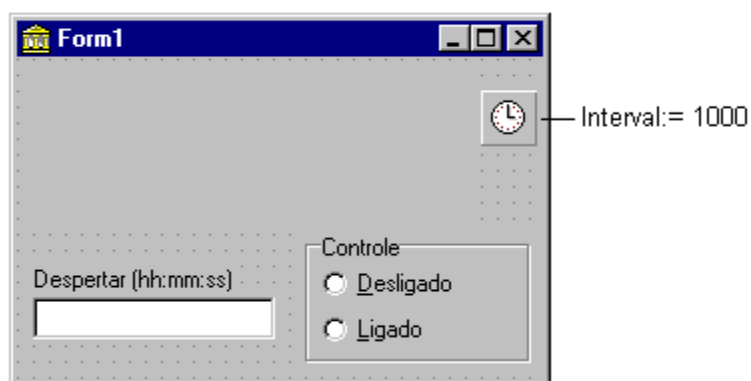 Form1
Interval:= 1000
Controle
Despertar (hh:mm:ss)
Desligado
Ligado